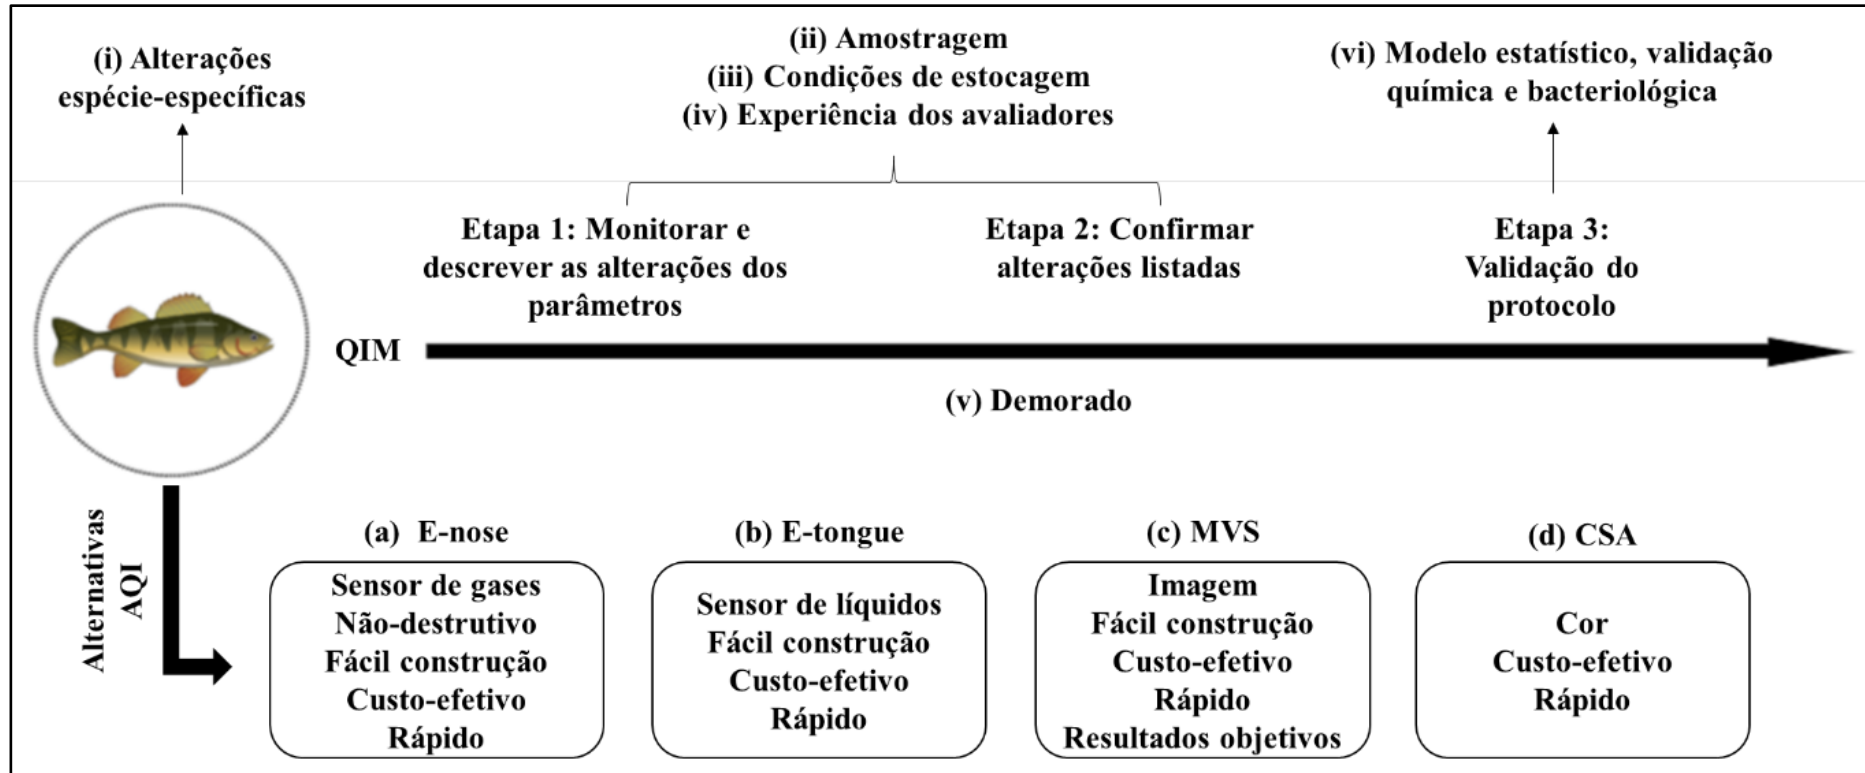 (i) Alterações
espécie-específicas
(ii) Amostragem
(iii) Condições de estocagem
(iv) Experiência dos avaliadores
(vi) Modelo estatístico, validação
química e bacteriológica
Etapa 1: Monitorar e
descrever as alterações dos
parâmetros
Etapa 2: Confirmar
alterações listadas
Etapa 3:
Validação do
protocolo
QIM
(v) Demorado
Alternativas
AQI
(a) E-nose
Sensor de gases
Não-destrutivo
Fácil construção
Custo-efetivo
Rápido
(b) E-tongue
Sensor de líquidos
Fácil construção
Custo-efetivo
Rápido
(c) MVS
Imagem
Fácil construção
Custo-efetivo
Rápido
Resultados objetivos
(d) CSA
Cor
Custo-efetivo
Rápido